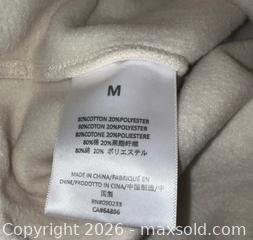 M
80%COTTON 20%POLYESTER
80%COTON 20%POLYESTER
80%COTONE 20%POLIESTERE
80%棉 20%聚酯纤维
80%綿 20% ポリエステル
MADE IN CHINA/FABRIQUÉ EN
CHINE/PRODOTTO IN CINA/中国制造/中
国製
RN#090233
CA#64896
Copyright 2026 - maxsold.com